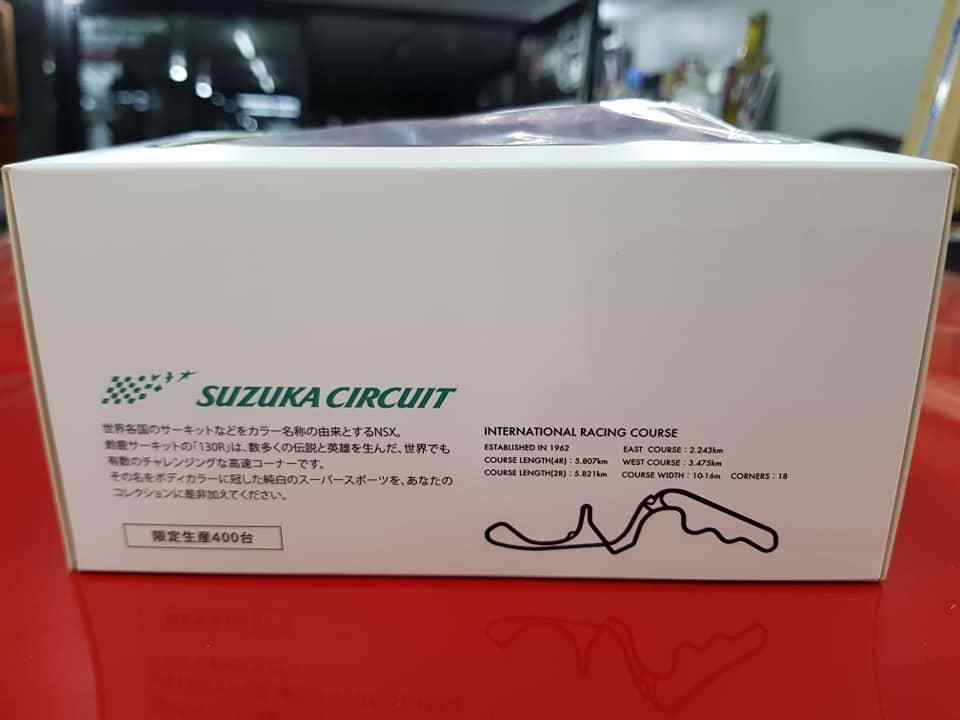 SUZUKA CIRCUIT
世界各国のサーキットなどをカラー名称の由来とするNSX。
鈴鹿サーキットの「130R」は、数多くの伝説と英雄を生んだ、世界でも
有数のチャレンジングな高速コーナーです。
その名をボディカラーに冠した純白のスーパースポーツを、あなたの
コレクションに是非加えてください。
限定生産400台
INTERNATIONAL RACING COURSE
ESTABLISHED IN 1962 EAST COURSE : 2.243km
COURSE LENGTH(4R) : 5.807km WEST COURSE : 3.475km
COURSE LENGTH(2R) : 5.821km COURSE WIDTH : 10-16m CORNERS : 18